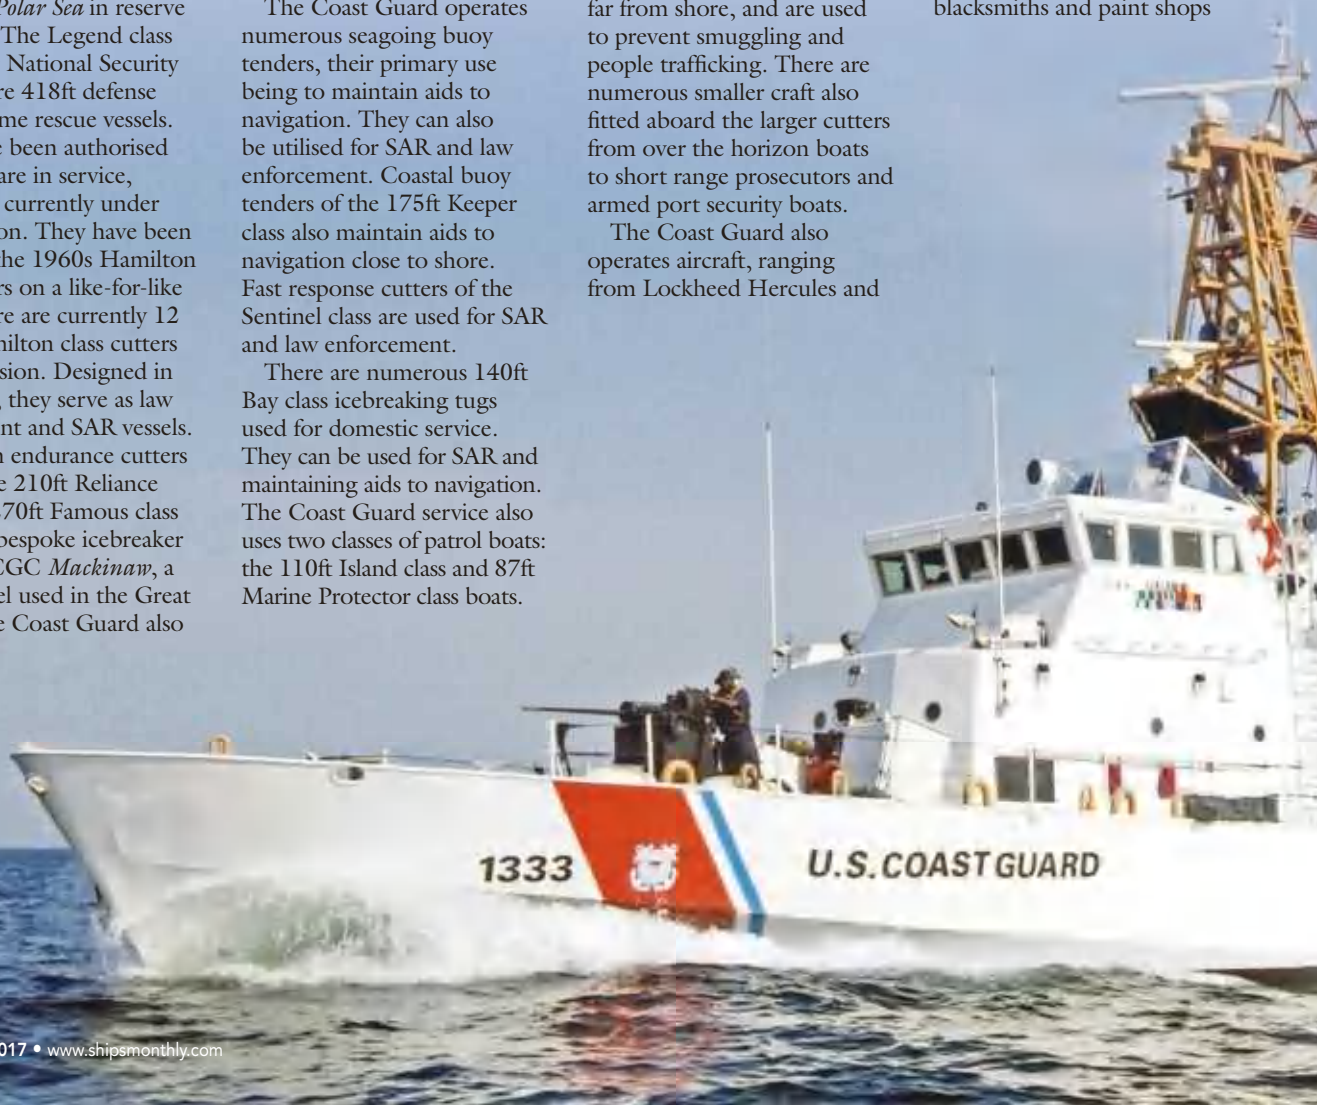 Polar Sea in reserve
The Legend class
National Security
re 418ft defense
me rescue vessels.
e been authorised
are in service,
currently under
on. They have been
the 1960s Hamilton
rs on a like-for-like
re are currently 12
nilton class cutters
sion. Designed in
, they serve as law
nt and SAR vessels.
n endurance cutters
e 210ft Reliance
270ft Famous class
bespoke icebreaker
CGC Mackinaw, a
el used in the Great
e Coast Guard also
The Coast Guard operates
numerous seagoing buoy
tenders, their primary use
being to maintain aids to
navigation. They can also
be utilised for SAR and law
enforcement. Coastal buoy
tenders of the 175ft Keeper
class also maintain aids to
navigation close to shore.
Fast response cutters of the
Sentinel class are used for SAR
and law enforcement.
There are numerous 140ft
Bay class icebreaking tugs
used for domestic service.
They can be used for SAR and
maintaining aids to navigation.
The Coast Guard service also
uses two classes of patrol boats:
the 110ft Island class and 87ft
Marine Protector class boats.
far from shore, and are used
to prevent smuggling and
people trafficking. There are
numerous smaller craft also
fitted aboard the larger cutters
from over the horizon boats
to short range prosecutors and
armed port security boats.
The Coast Guard also
operates aircraft, ranging
from Lockheed Hercules and
blacksmiths and paint shops
1333
U.S. COAST GUARD
017 • www.shipsmonthly.com